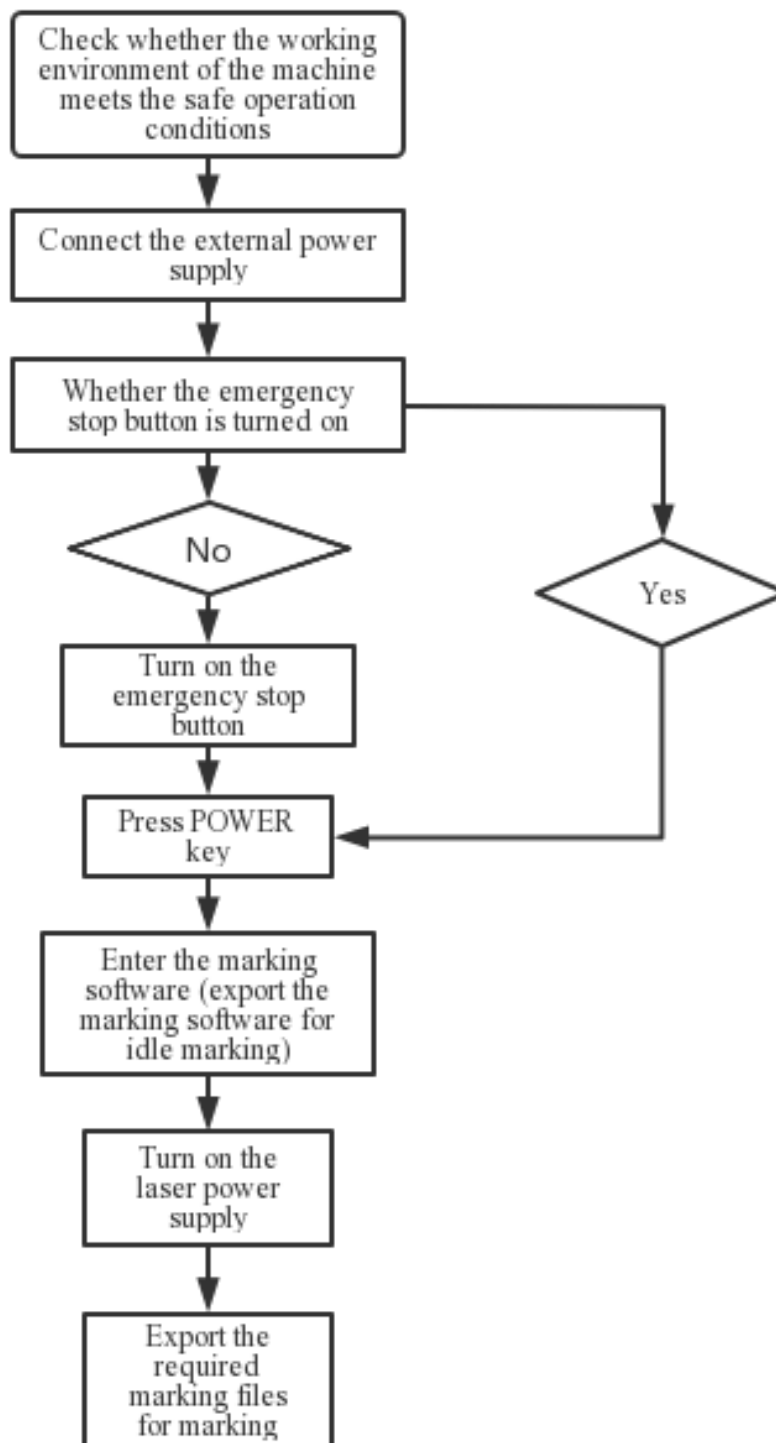 Check whether the working
environment of the machine
meets the safe operation
conditions
Connect the external power
supply
Whether the emergency
stop button is turned on
No
Yes
Turn on the
emergency stop
button
Press POWER
key
Enter the marking
software (export the
marking software for
idle marking)
Turn on the
laser power
supply
Export the
required
marking files
for marking